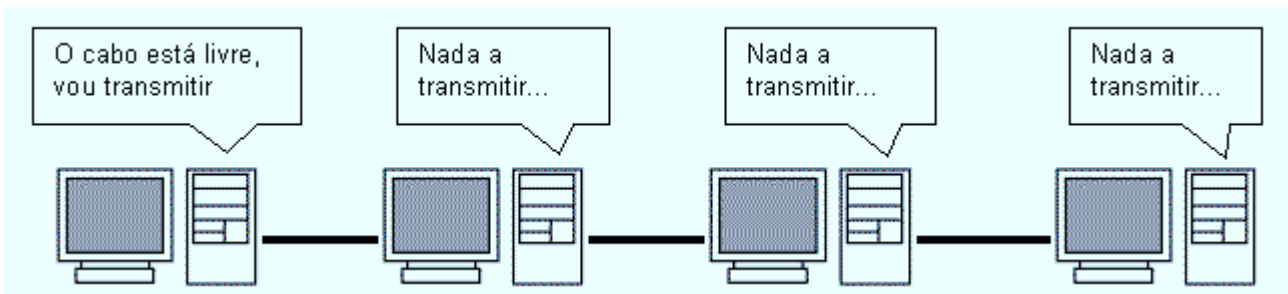 O cabo está livre,
vou transmitir
Nada a
transmitir...
Nada a
transmitir...
Nada a
transmitir...